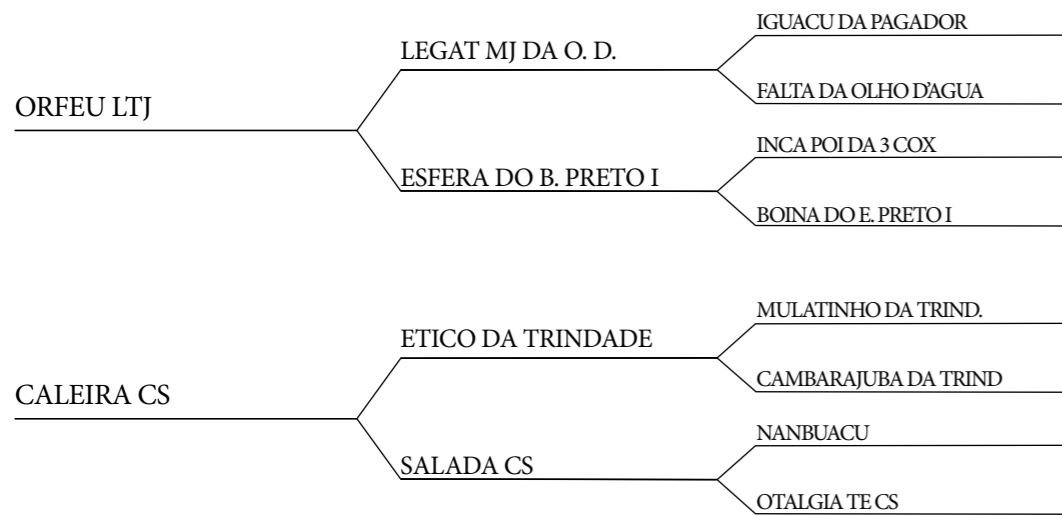 ORFEU LTJ
LEGAT MJ DA O. D.
IGUACU DA PAGADOR
FALTA DA OLHO D'AGUA
ESFERA DO B. PRETO I
INCA POI DA 3 COX
BOINA DO E. PRETO I
CALEIRA CS
ETICO DA TRINDADE
MULATINHO DA TRIND.
CAMBARAJUBA DA TRIND
SALADA CS
NANBUACU
OTALGIA TE CS